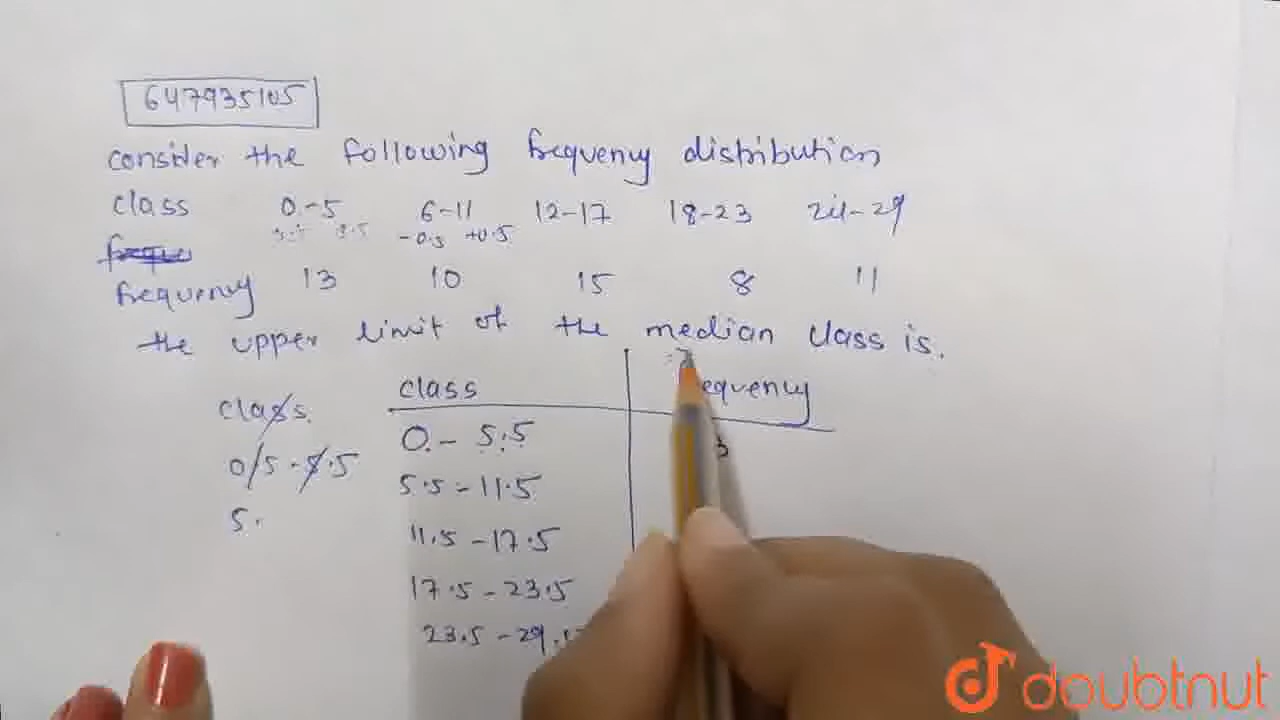 647935105
consider the following frequency distribution
class 0-5 6-11 12-17 18-23 24-29
-0.5 +0.5
frequency 13 10 15 8 11
the upper limit of the median class is.
class frequency
class.
0 - 5.5
0/5 - 5.5
5.5 - 11.5
5.
11.5 - 17.5
17.5 - 23.5
23.5 - 29.5
doubtnut